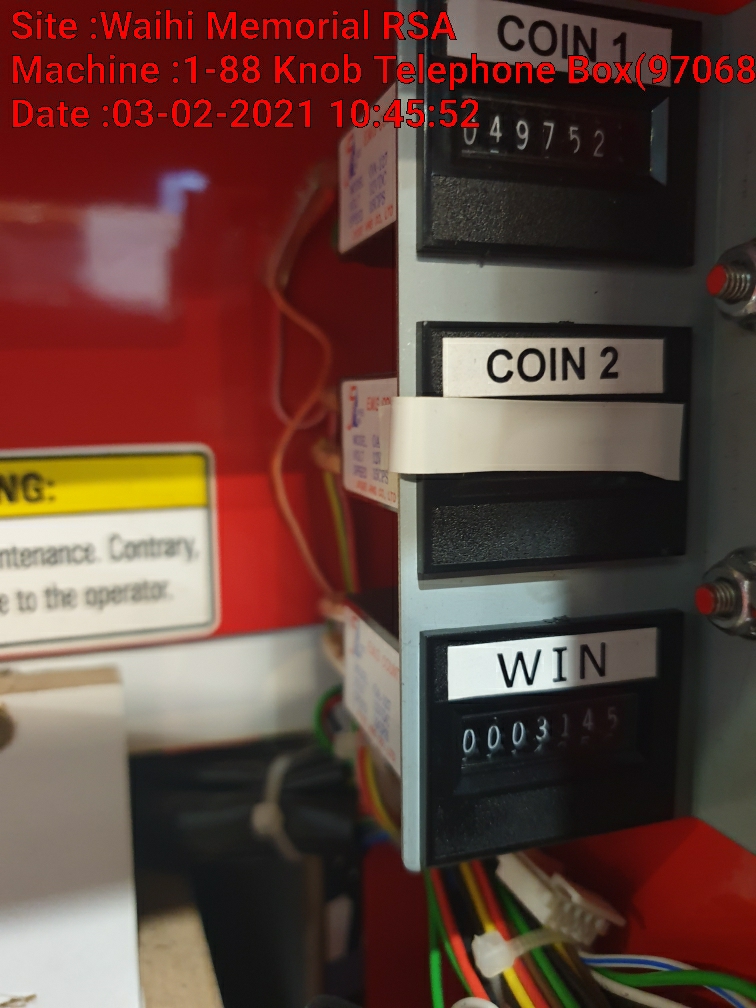 Site :Waihi Memorial RSA
Machine :1-88 Knob Telephone Box(97068
Date :03-02-2021 10:45:52
COIN 1
049752
COIN 2
WIN
0003145
NG:
ntenance. Contrary,
e to the operator.